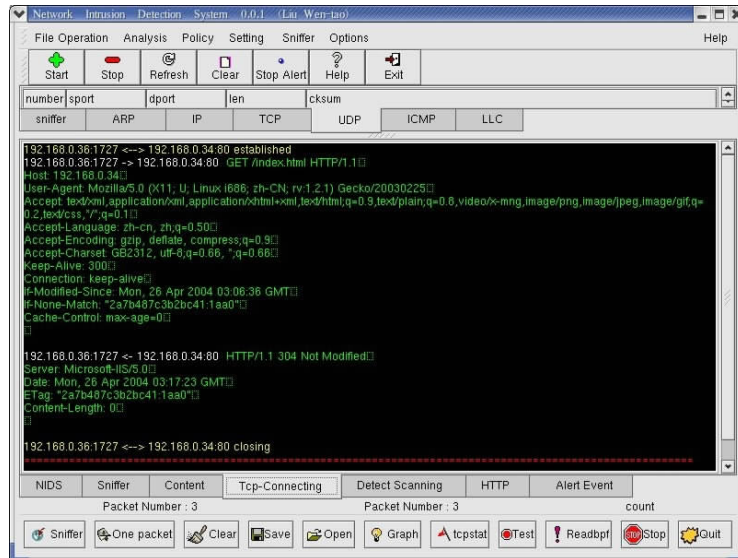 Network Intrusion Detection System 0.0.1 (Liu Wen-tao)
File Operation Analysis Policy Setting Sniffer Options Help
Start Stop Refresh Clear Stop Alert Help Exit
number sport dport len cksum
sniffer ARP IP TCP UDP ICMP LLC
192.168.0.36:1727 <--> 192.168.0.34:80 established
192.168.0.36:1727 -> 192.168.0.34:80 GET /index.html HTTP/1.1
Host: 192.168.0.34
User-Agent: Mozilla/5.0 (X11; U; Linux i686; zh-CN; rv:1.2.1) Gecko/20030225
Accept: text/xml,application/xml,application/xhtml+xml,text/html;q=0.9,text/plain;q=0.8,video/x-mng,image/png,image/jpeg,image/gif;q=
0.2,text/css,*/*;q=0.1
Accept-Language: zh-cn, zh;q=0.50
Accept-Encoding: gzip, deflate, compress;q=0.9
Accept-Charset: GB2312, utf-8;q=0.66, *;q=0.66
Keep-Alive: 300
Connection: keep-alive
If-Modified-Since: Mon, 26 Apr 2004 03:06:36 GMT
If-None-Match: "2a7b487c3b2bc41:1aa0"
Cache-Control: max-age=0
192.168.0.36:1727 <- 192.168.0.34:80 HTTP/1.1 304 Not Modified
Server: Microsoft-IIS/5.0
Date: Mon, 26 Apr 2004 03:17:23 GMT
ETag: "2a7b487c3b2bc41:1aa0"
Content-Length: 0
192.168.0.36:1727 <--> 192.168.0.34:80 closing
NIDS Sniffer Content Tcp-Connecting Detect Scanning HTTP Alert Event
Packet Number : 3 Packet Number : 3 count
Sniffer One packet Clear Save Open Graph tcpstat Test Readbpf Stop Quit